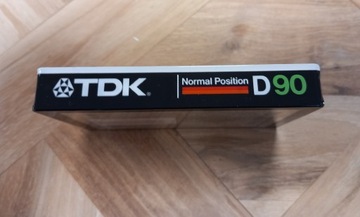 TDK. Normal Position D90